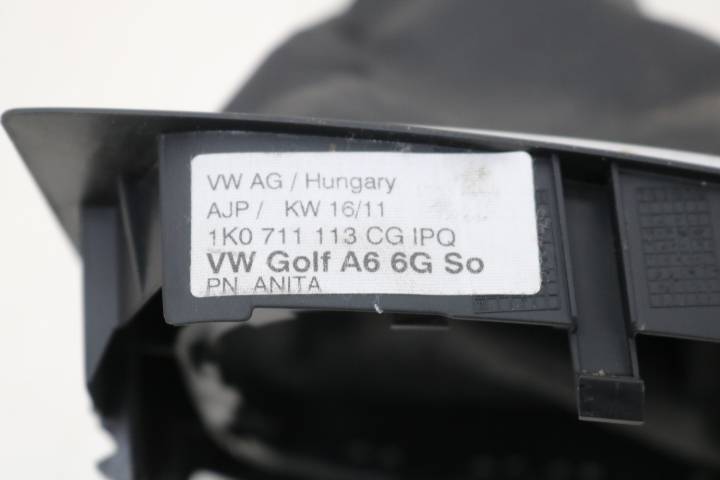 VW AG / Hungary
AJP / KW 16/11
1K0 711 113 CG IPQ
VW Golf A6 6G So
PN ANITA